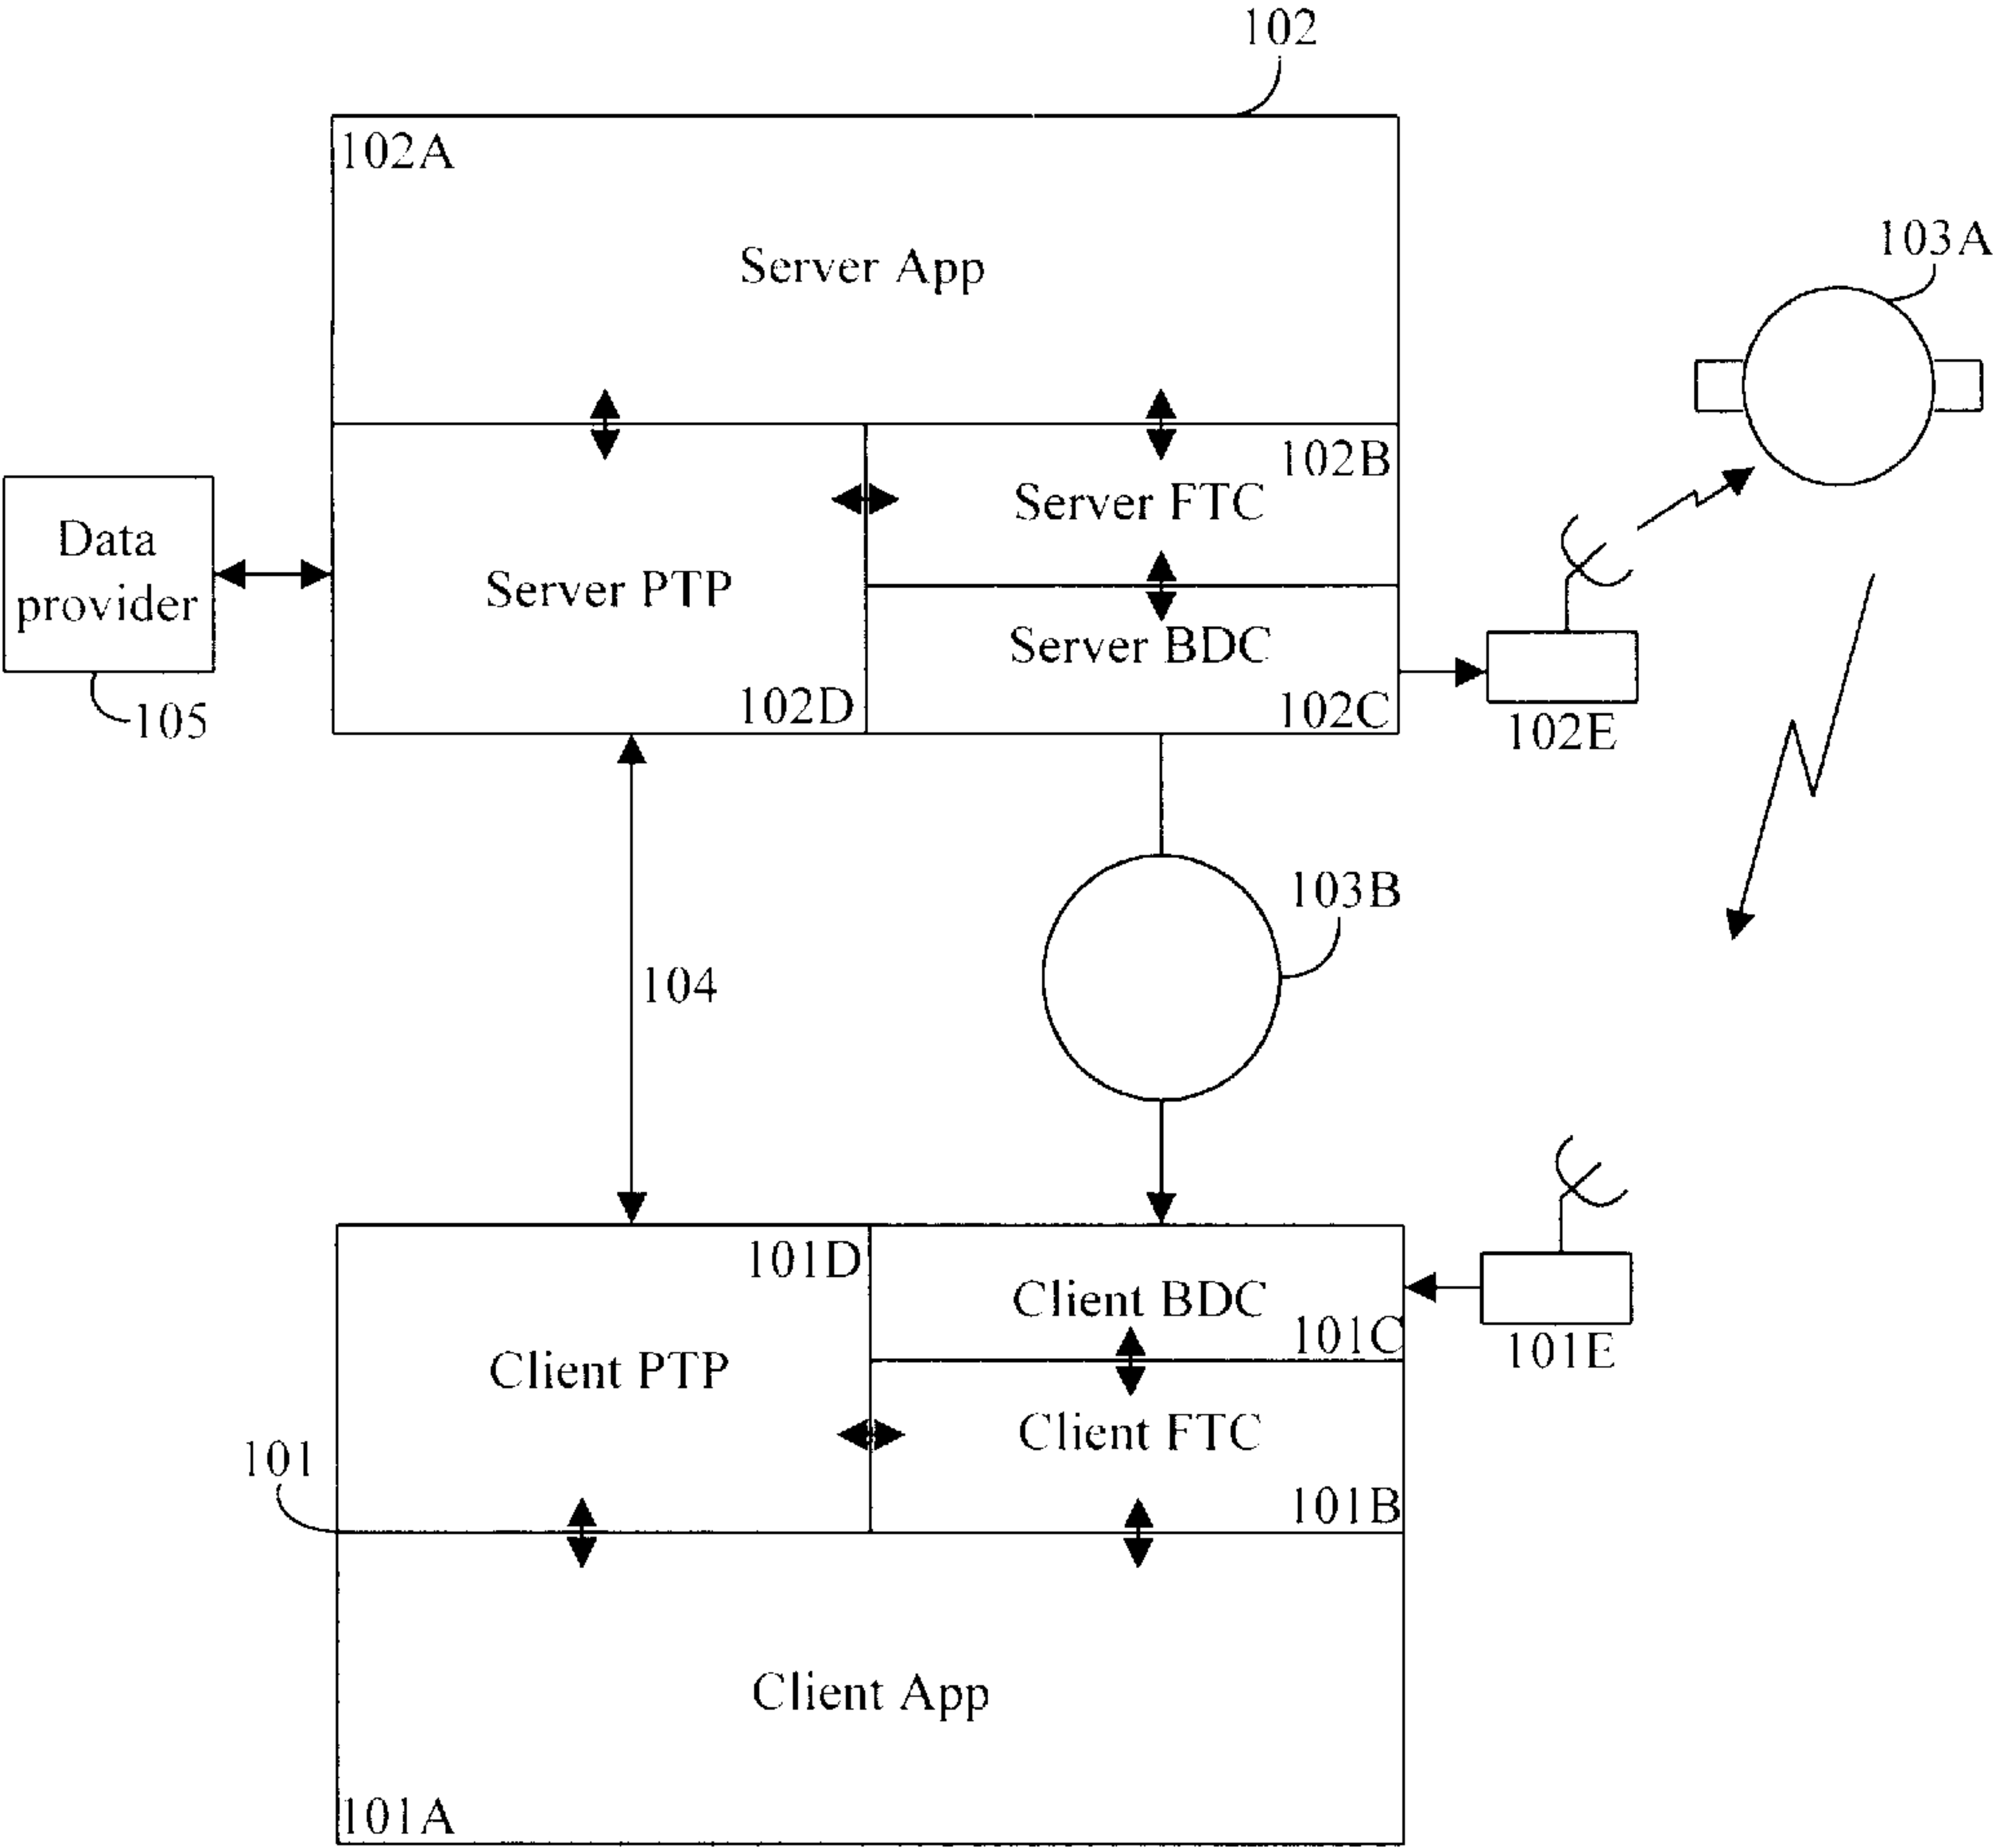 102
102A
Server App
103A
102B
Server FTC
Data
provider
Server PTP
Server BDC
102D
102C
105
102E
103B
104
101D
Client BDC
101C
101E
Client PTP
Client FTC
101
101B
Client App
101A